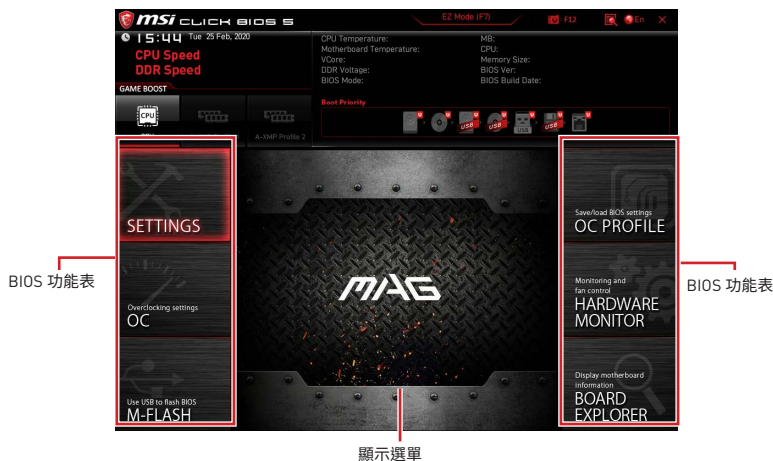 msi CLICK BIOS 5
EZ Mode (F7)
F12
En
15:44 Tue 25 Feb, 2020
CPU Speed
DDR Speed
CPU Temperature:
Motherboard Temperature:
VCore:
DDR Voltage:
BIOS Mode:
MB:
CPU:
Memory Size:
BIOS Ver:
BIOS Build Date:
GAME BOOST
CPU
A-XMP Profile 2
Boot Priority
U U U U U U U
USB USB USB USB
BIOS 功能表
SETTINGS
Overclocking settings
OC
Use USB to flash BIOS
M-FLASH
MAG
Save/load BIOS settings
OC PROFILE
Monitoring and
fan control
HARDWARE
MONITOR
Display motherboard
information
BOARD
EXPLORER
BIOS 功能表
顯示選單